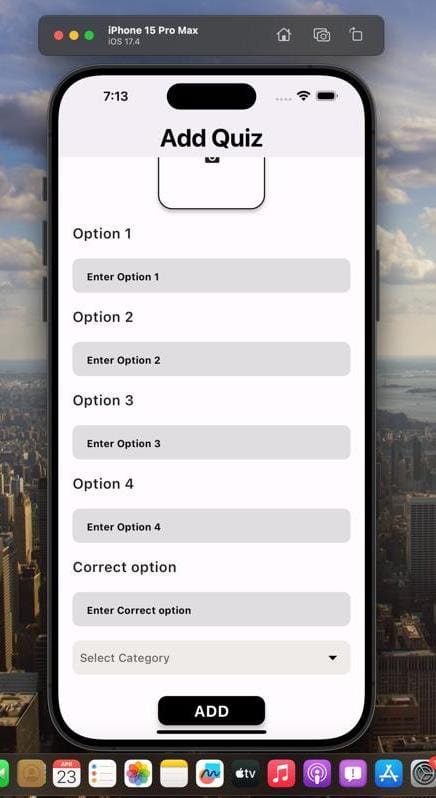 iPhone 15 Pro Max
iOS 17.4
7:13
Add Quiz
Option 1
Enter Option 1
Option 2
Enter Option 2
Option 3
Enter Option 3
Option 4
Enter Option 4
Correct option
Enter Correct option
Select Category
ADD
APR
23
tv